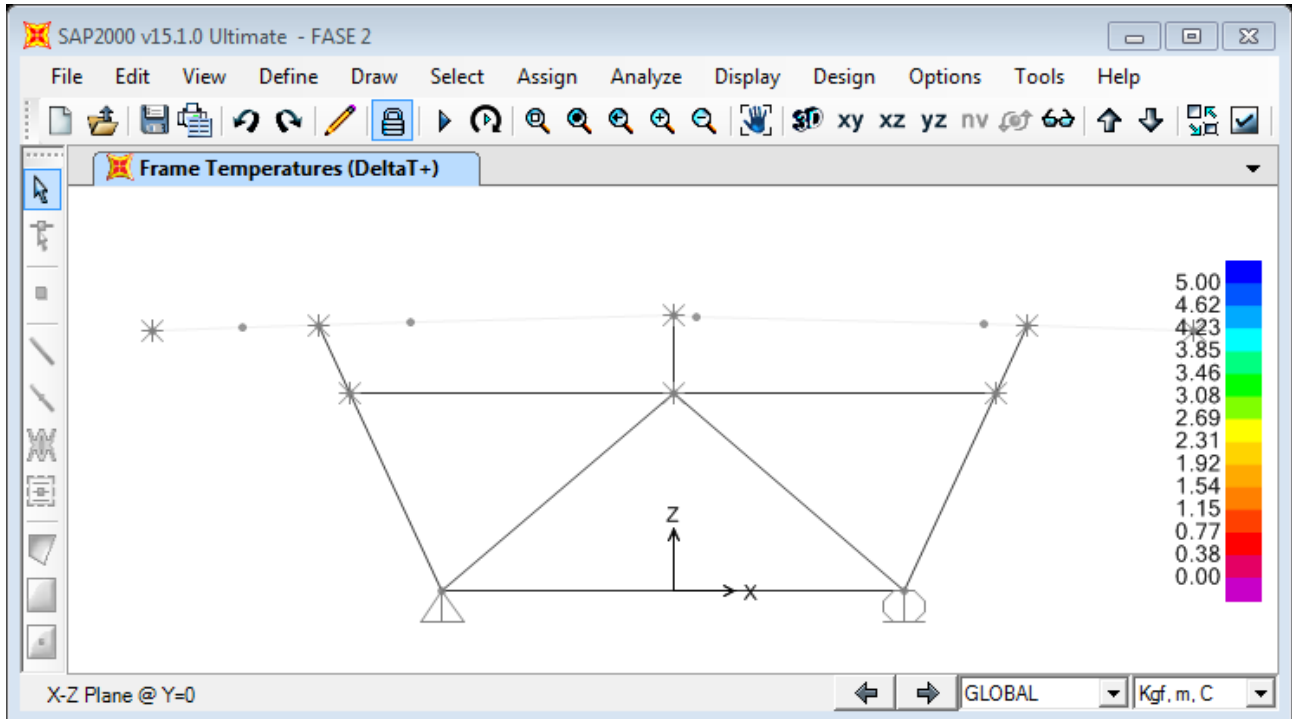 SAP2000 v15.1.0 Ultimate - FASE 2
File Edit View Define Draw Select Assign Analyze Display Design Options Tools Help
3D xy xz yz nv
Frame Temperatures (DeltaT+)
5.00
4.62
4.23
3.85
3.46
3.08
2.69
2.31
1.92
1.54
1.15
0.77
0.38
0.00
Z
X
X-Z Plane @ Y=0
GLOBAL
Kgf, m, C